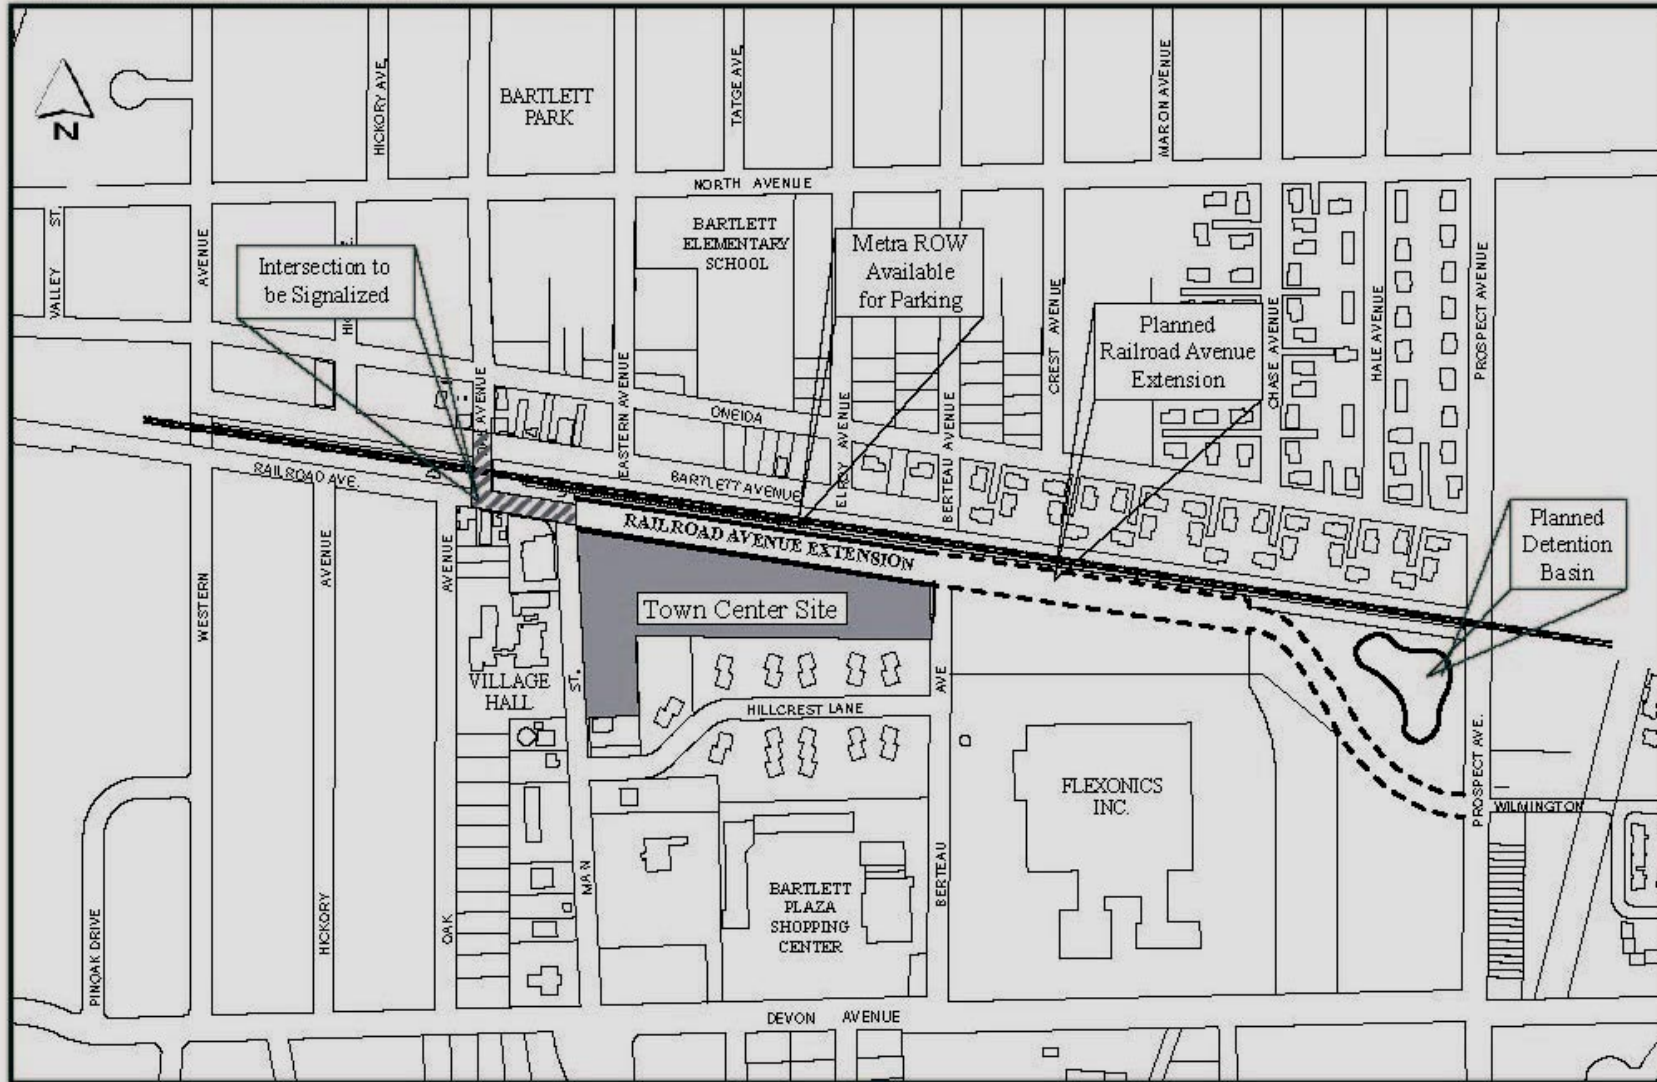 N
HICKORY AVE.
BARTLETT
PARK
TATGE AVE.
MARON AVENUE
NORTH AVENUE
VALLEY ST.
AVENUE
BARTLETT
ELEMENTARY
SCHOOL
Intersection to
be Signalized
Metra ROW
Available
for Parking
Planned
Railroad Avenue
Extension
CREST AVENUE
CHASE AVENUE
HALE AVENUE
PROSPECT AVENUE
AVENUE
EASTERN AVENUE
ONEIDA
ELROY AVENUE
BERTEAU AVENUE
RAILROAD AVE.
BARTLETT AVENUE
RAILROAD AVENUE EXTENSION
Planned
Detention
Basin
WESTERN
AVENUE
AVENUE
Town Center Site
VILLAGE
HALL
ST.
AVE
HILLCREST LANE
FLEXONICS
INC.
PROSPECT AVE.
WILMINGTON
PINOAK DRIVE
HICKORY
OAK
MAN
BARTLETT
PLAZA
SHOPPING
CENTER
BERTEAU
DEVON AVENUE